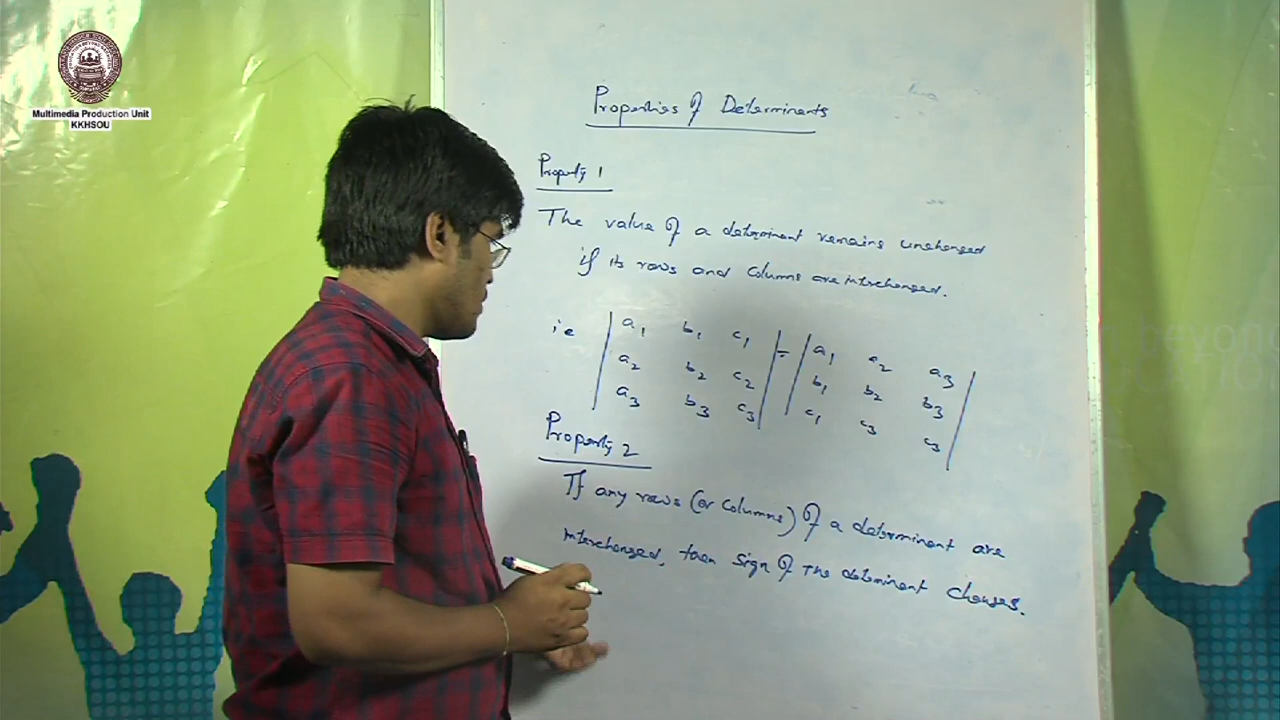 Multimedia Production Unit
KKHSOU
Properties of Determinants
Property 1
The value of a determinant remains unchanged
if its rows and columns are interchanged.
i.e | a₁ b₁ c₁ | = | a₁ a₂ a₃ |
| a₂ b₂ c₂ | | b₁ b₂ b₃ |
| a₃ b₃ c₃ | | c₁ c₃ c₃ |
Property 2
If any rows (or columns) of a determinant are
interchanged, then sign of the determinant changes.
beyond